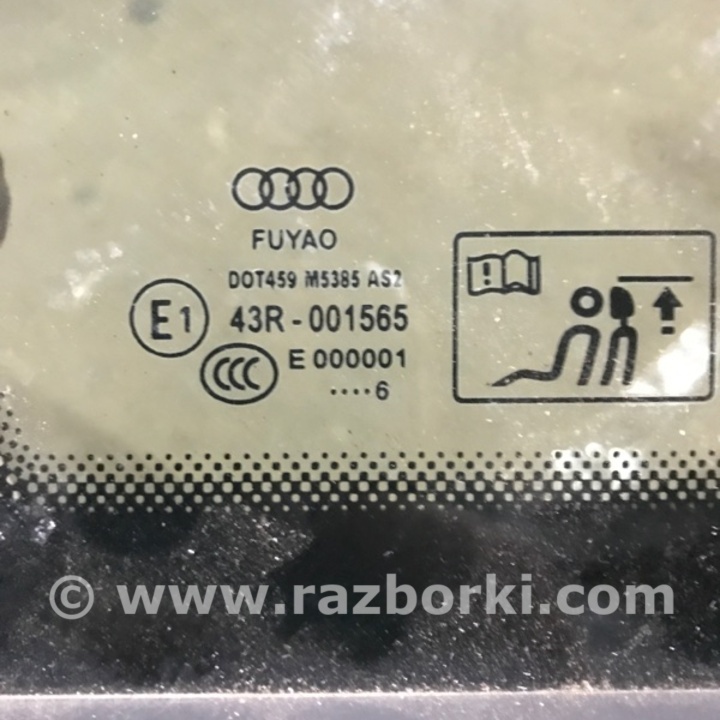 FUYAO
DOT459 M5385 AS2
E1
43R-001565
CCC
E 000001
....6
!
© www.razborki.com